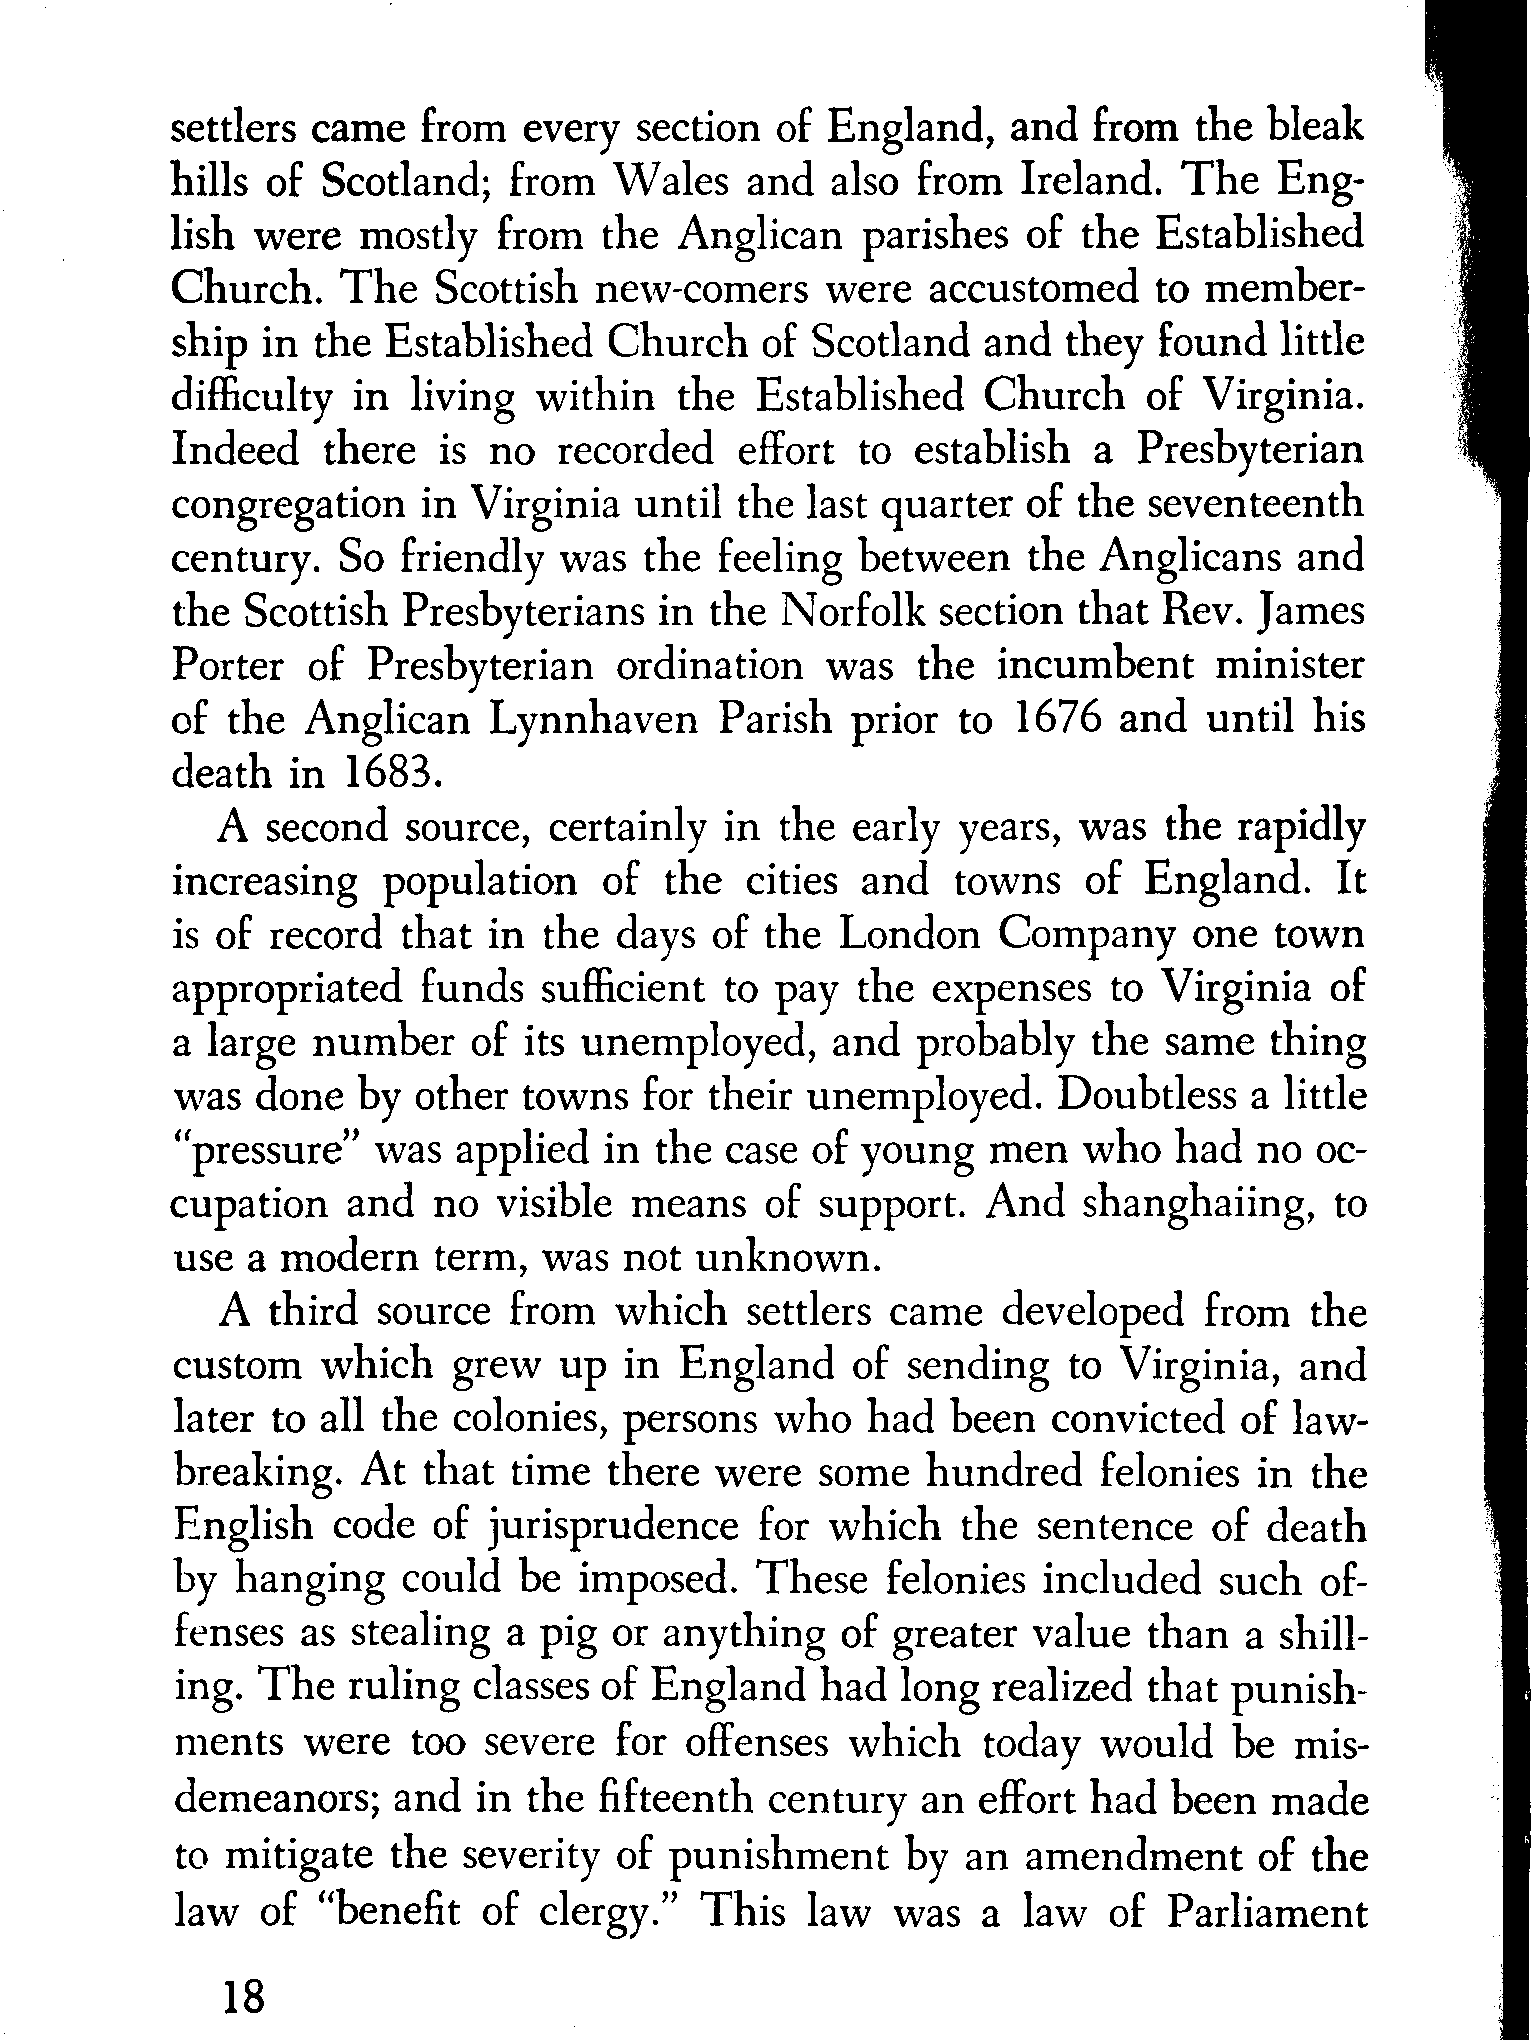 settlers came from every section of England, and from the bleak
hills of Scotland; from Wales and also from Ireland. The Eng-
lish were mostly from the Anglican parishes of the Established
Church. The Scottish new-comers were accustomed to member-
ship in the Established Church of Scotland and they found little
difficulty in living within the Established Church of Virginia.
Indeed there is no recorded effort to establish a Presbyterian
congregation in Virginia until the last quarter of the seventeenth
century. So friendly was the feeling between the Anglicans and
the Scottish Presbyterians in the Norfolk section that Rev. James
Porter of Presbyterian ordination was the incumbent minister
of the Anglican Lynnhaven Parish prior to 1676 and until his
death in 1683.
A second source, certainly in the early years, was the rapidly
increasing population of the cities and towns of England. It
is of record that in the days of the London Company one town
appropriated funds sufficient to pay the expenses to Virginia of
a large number of its unemployed, and probably the same thing
was done by other towns for their unemployed. Doubtless a little
"pressure" was applied in the case of young men who had no oc-
cupation and no visible means of support. And shanghaiing, to
use a modern term, was not unknown.
A third source from which settlers came developed from the
custom which grew up in England of sending to Virginia, and
later to all the colonies, persons who had been convicted of law-
breaking. At that time there were some hundred felonies in the
English code of jurisprudence for which the sentence of death
by hanging could be imposed. These felonies included such of-
fenses as stealing a pig or anything of greater value than a shill-
ing. The ruling classes of England had long realized that punish-
ments were too severe for offenses which today would be mis-
demeanors; and in the fifteenth century an effort had been made
to mitigate the severity of punishment by an amendment of the
law of "benefit of clergy." This law was a law of Parliament
18